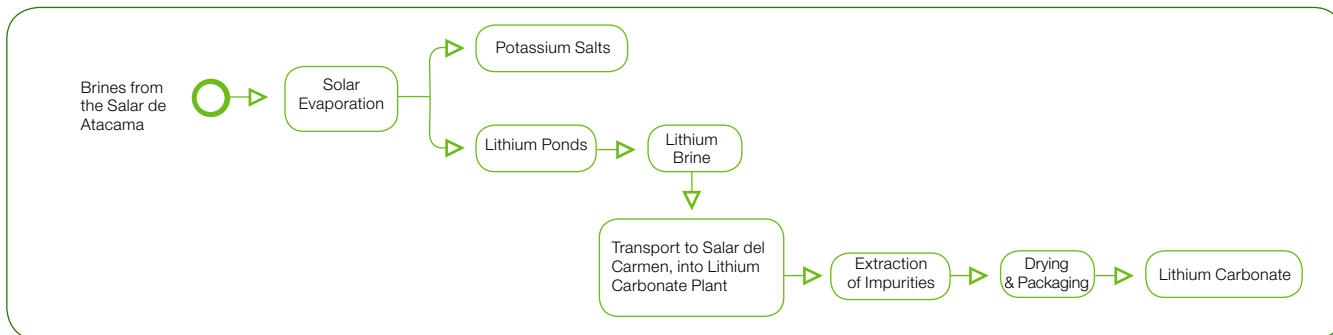 Brines from
the Salar de
Atacama
Solar
Evaporation
Potassium Salts
Lithium Ponds
Lithium
Brine
Transport to Salar del
Carmen, into Lithium
Carbonate Plant
Extraction
of Impurities
Drying
& Packaging
Lithium Carbonate